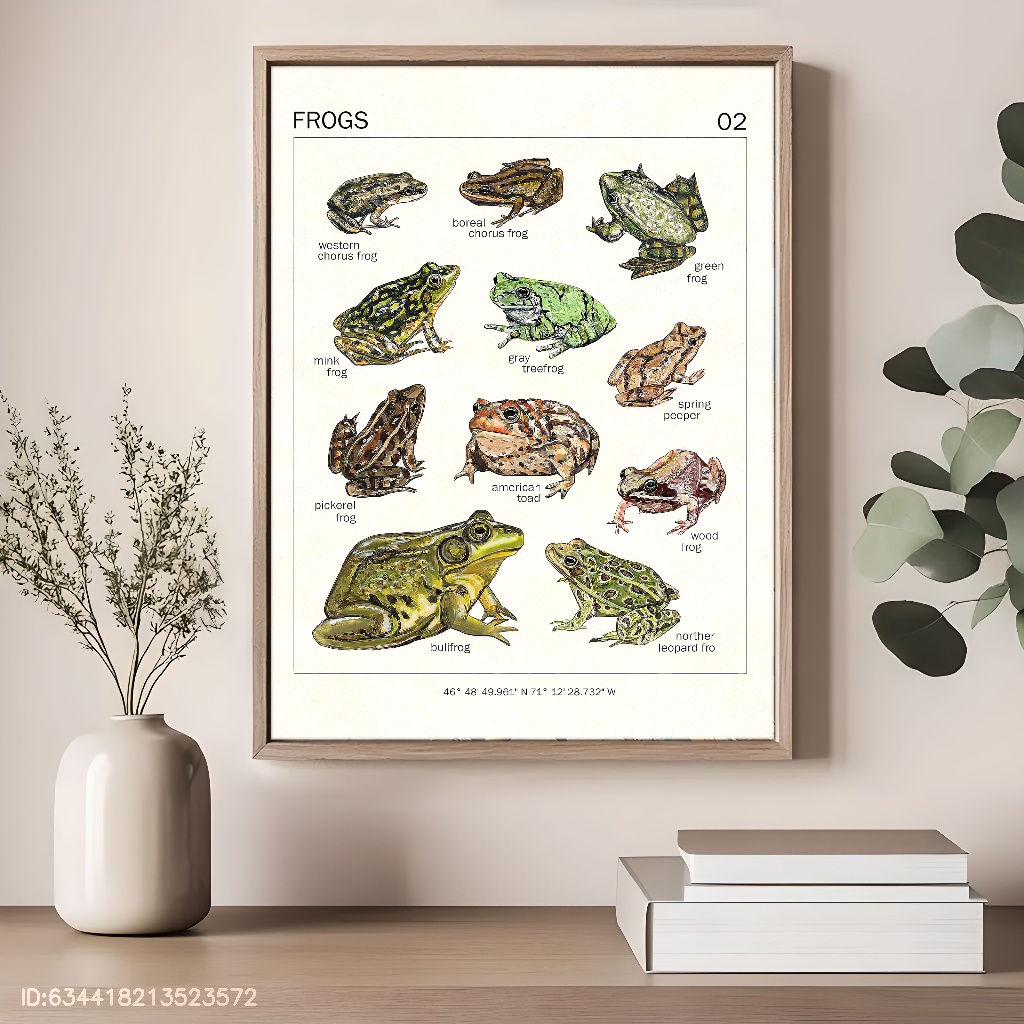 FROGS
02
western
chorus frog
boreal
chorus frog
green
frog
mink
frog
gray
treefrog
spring
peeper
pickerel
frog
american
toad
wood
frog
bullfrog
norther
leopard fro
46° 48' 49.961" N 71° 12' 28.732" W
ID:634418213523572